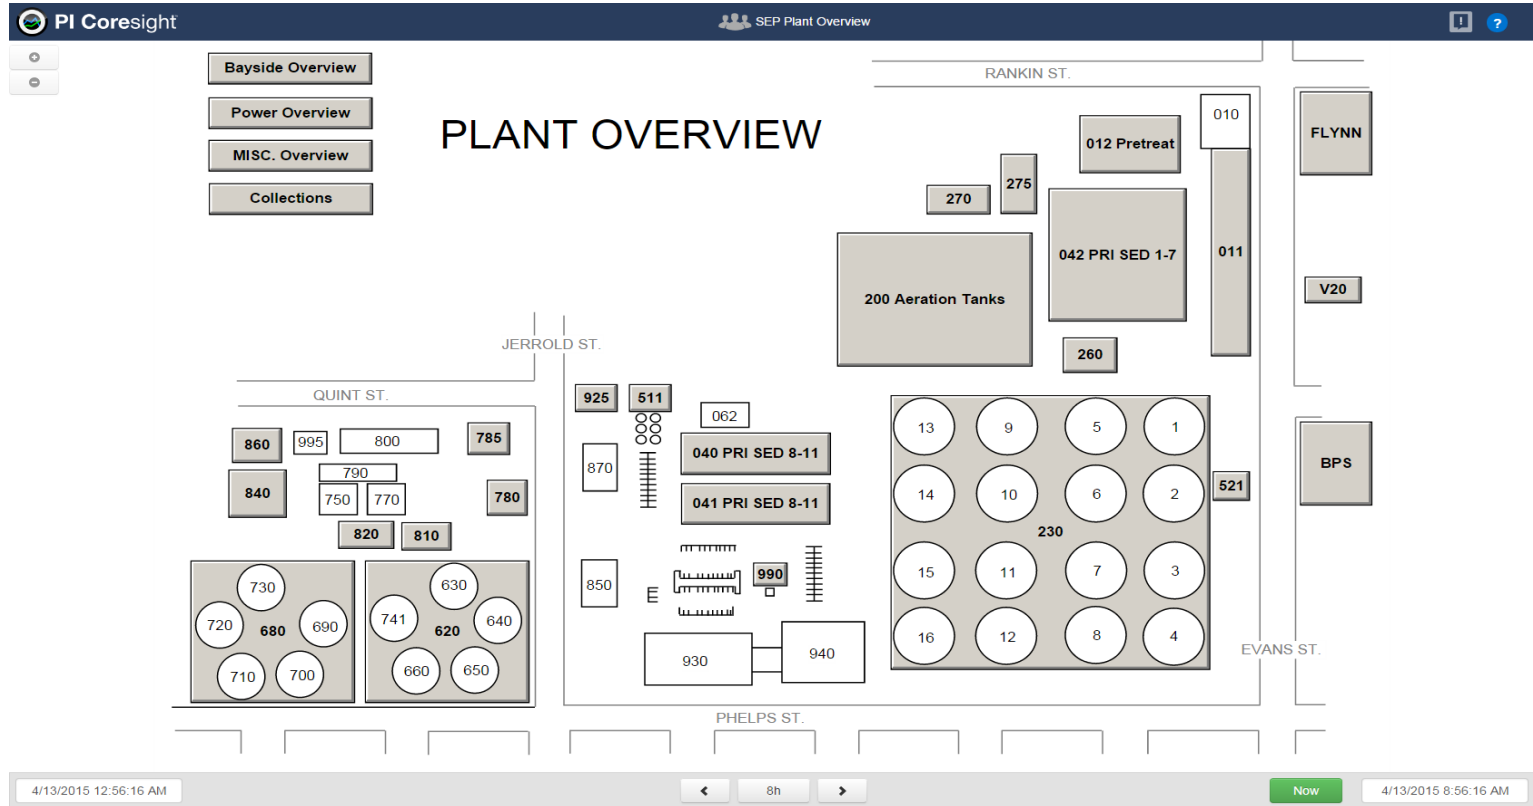 PI Coresight
SEP Plant Overview
Bayside Overview
Power Overview
MISC. Overview
Collections
PLANT OVERVIEW
RANKIN ST.
010
FLYNN
012 Pretreat
275
270
042 PRI SED 1-7
011
200 Aeration Tanks
V20
260
JERROLD ST.
QUINT ST.
925
511
062
860
995
800
785
870
040 PRI SED 8-11
790
840
750
770
780
041 PRI SED 8-11
820
810
13
9
5
1
14
10
6
2
521
BPS
230
15
11
7
3
16
12
8
4
730
720
680
690
710
700
630
741
620
640
660
650
850
990
930
940
EVANS ST.
PHELPS ST.
4/13/2015 12:56:16 AM
8h
Now
4/13/2015 8:56:16 AM